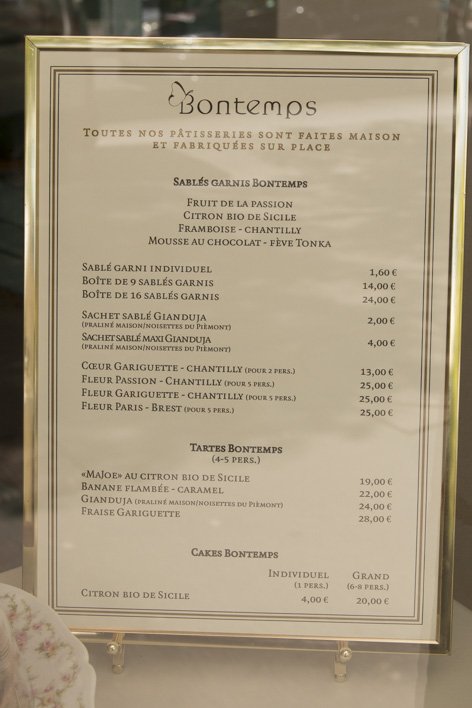 Bontemps
Toutes nos pâtisseries sont faites maison
et fabriquées sur place
Sablés garnis Bontemps
Fruit de la passion
Citron bio de Sicile
Framboise - chantilly
Mousse au chocolat - fève Tonka
Sablé garni individuel 1,60 €
Boîte de 9 sablés garnis 14,00 €
Boîte de 16 sablés garnis 24,00 €
Sachet sablé Gianduja 2,00 €
(praliné maison/noisettes du Pièmont)
Sachet sablé maxi Gianduja 4,00 €
(praliné maison/noisettes du Pièmont)
Cœur Gariguette - chantilly (pour 2 pers.) 13,00 €
Fleur Passion - Chantilly (pour 5 pers.) 25,00 €
Fleur Gariguette - chantilly (pour 5 pers.) 25,00 €
Fleur Paris - Brest (pour 5 pers.) 25,00 €
Tartes Bontemps
(4-5 pers.)
«MaJoe» au citron bio de Sicile 19,00 €
Banane flambée - caramel 22,00 €
Gianduja (praliné maison/noisettes du Pièmont) 24,00 €
Fraise Gariguette 28,00 €
Cakes Bontemps
Individuel Grand
(1 pers.) (6-8 pers.)
Citron bio de Sicile 4,00 € 20,00 €